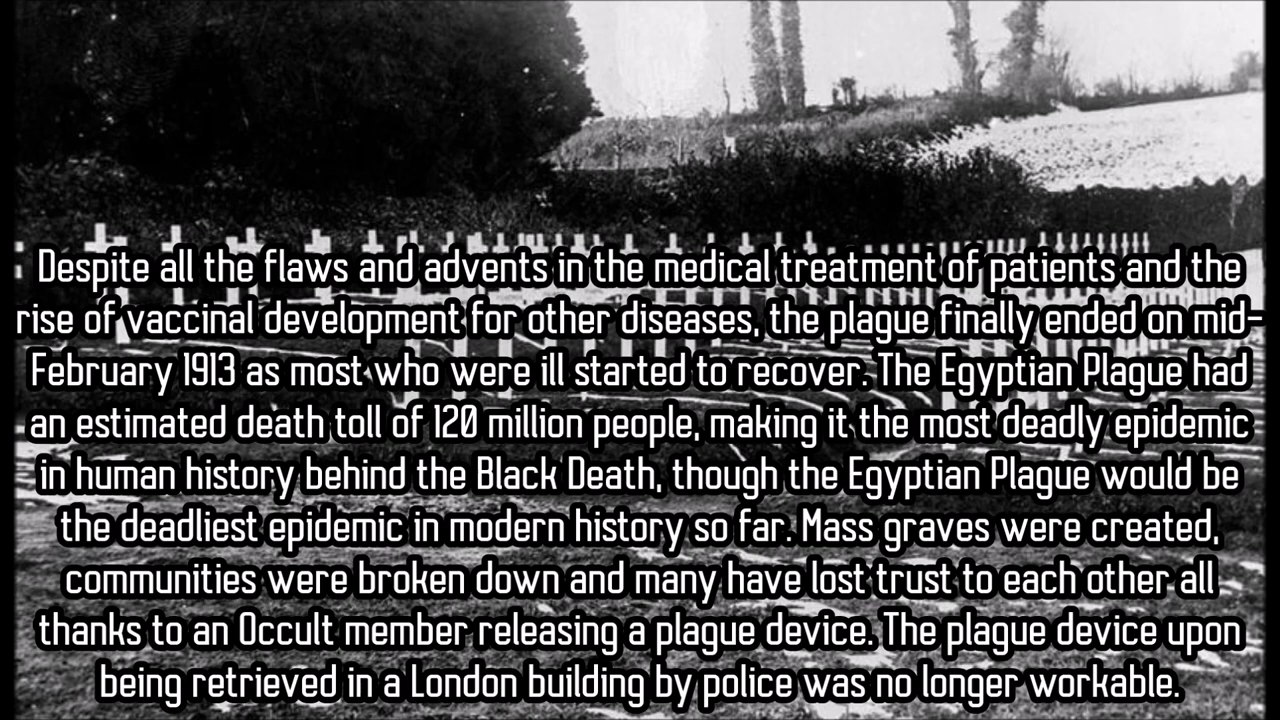 Despite all the flaws and advents in the medical treatment of patients and the
rise of vaccinal development for other diseases, the plague finally ended on mid-
February 1913 as most who were ill started to recover. The Egyptian Plague had
an estimated death toll of 120 million people, making it the most deadly epidemic
in human history behind the Black Death, though the Egyptian Plague would be
the deadliest epidemic in modern history so far. Mass graves were created,
communities were broken down and many have lost trust to each other all
thanks to an Occult member releasing a plague device. The plague device upon
being retrieved in a London building by police was no longer workable.